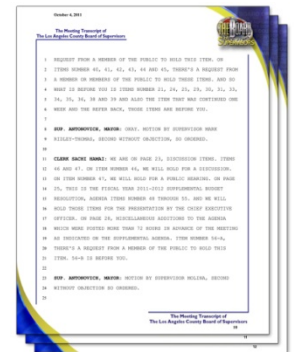 October 4, 2011
The Meeting Transcript of
The Los Angeles County Board of Supervisors
1 REQUEST FROM A MEMBER OF THE PUBLIC TO HOLD THIS ITEM. ON
2 ITEMS NUMBER 40, 41, 42, 43, 44 AND 45, THERE'S A REQUEST FROM
3 A MEMBER OR MEMBERS OF THE PUBLIC TO HOLD THESE ITEMS. AND SO
4 WHAT IS BEFORE YOU IS ITEMS NUMBER 21, 24, 25, 29, 30, 31, 33,
5 34, 35, 36, 38 AND 39 AND ALSO THE ITEM THAT WAS CONTINUED ONE
6 WEEK AND THE REFER BACK, THOSE ITEMS ARE BEFORE YOU.
7
8 SUP. ANTONOVICH, MAYOR: OKAY. MOTION BY SUPERVISOR MARK
9 RIDLEY-THOMAS, SECOND WITHOUT OBJECTION, SO ORDERED.
10
11 CLERK SACHI HAMAI: WE ARE ON PAGE 23, DISCUSSION ITEMS. ITEMS
12 46 AND 47. ON ITEM NUMBER 46, WE WILL HOLD FOR A DISCUSSION.
13 ON ITEM NUMBER 47, WE WILL HOLD FOR A PUBLIC HEARING. ON PAGE
14 25, THIS IS THE FISCAL YEAR 2011-2012 SUPPLEMENTAL BUDGET
15 RESOLUTION, AGENDA ITEMS NUMBER 48 THROUGH 55. AND WE WILL
16 HOLD THOSE ITEMS FOR THE PRESENTATION BY THE CHIEF EXECUTIVE
17 OFFICER. ON PAGE 28, MISCELLANEOUS ADDITIONS TO THE AGENDA
18 WHICH WERE POSTED MORE THAN 72 HOURS IN ADVANCE OF THE MEETING
19 AS INDICATED ON THE SUPPLEMENTAL AGENDA. ITEM NUMBER 56-A,
20 THERE'S A REQUEST FROM A MEMBER OF THE PUBLIC TO HOLD THIS
21 ITEM. 56-B IS BEFORE YOU.
22
23 SUP. ANTONOVICH, MAYOR: MOTION BY SUPERVISOR MOLINA, SECOND
24 WITHOUT OBJECTION SO ORDERED.
25
The Meeting Transcript of
The Los Angeles County Board of Supervisors